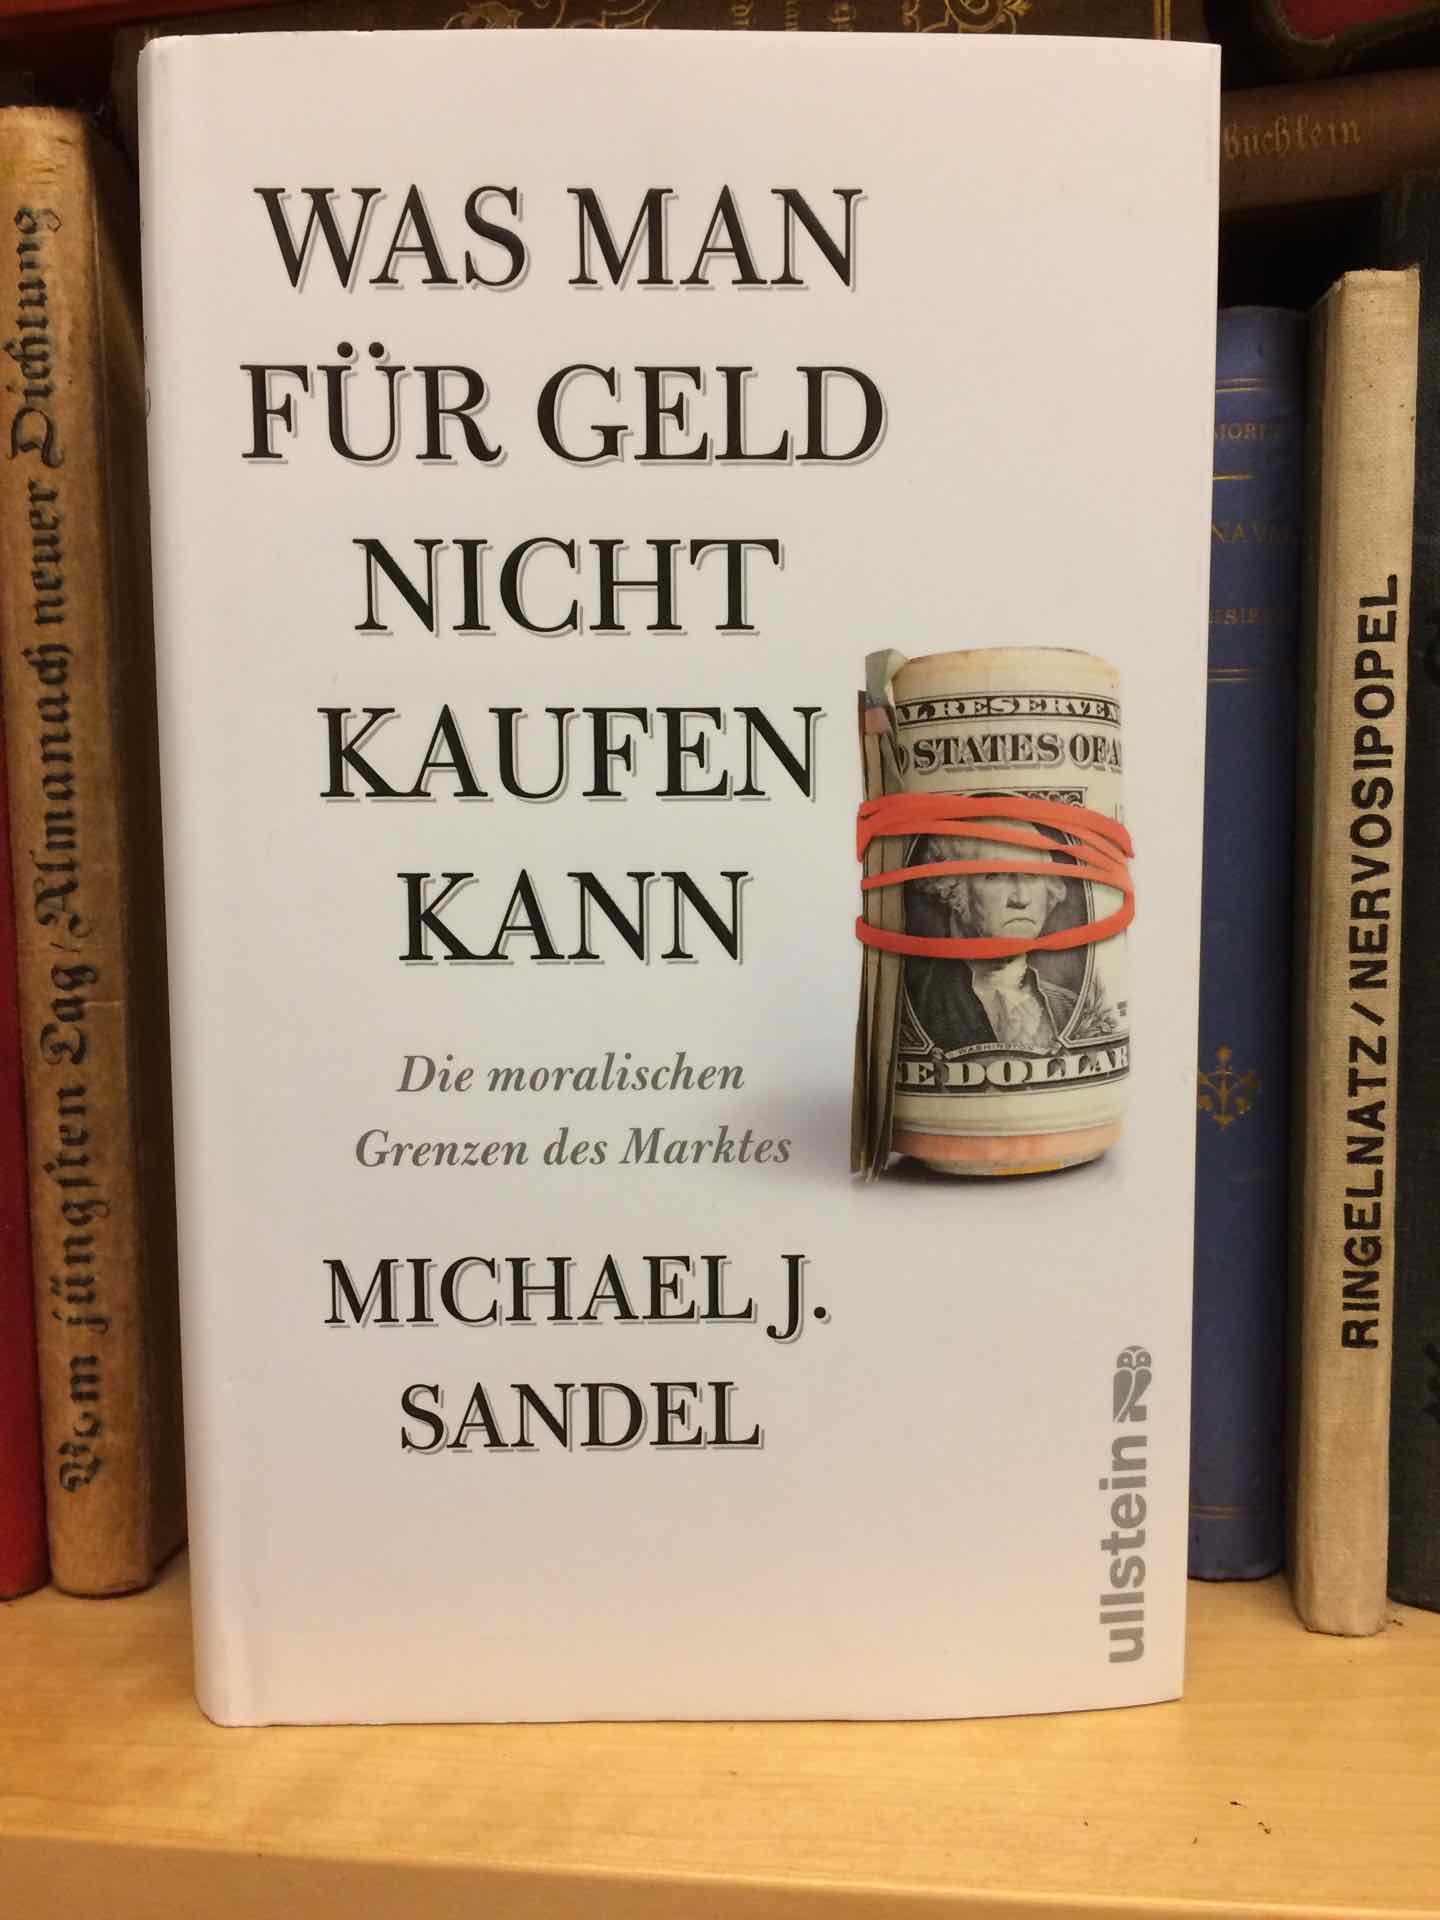 WAS MAN
FÜR GELD
NICHT
KAUFEN
KANN
Die moralischen
Grenzen des Marktes
MICHAEL J.
SANDEL
ullstein
STATES OF
WASHINGTON
DOLLAR
Vom jüngsten Tag / Almanach neuer Dichtung
RINGELNATZ / NERVOSIPOPEL